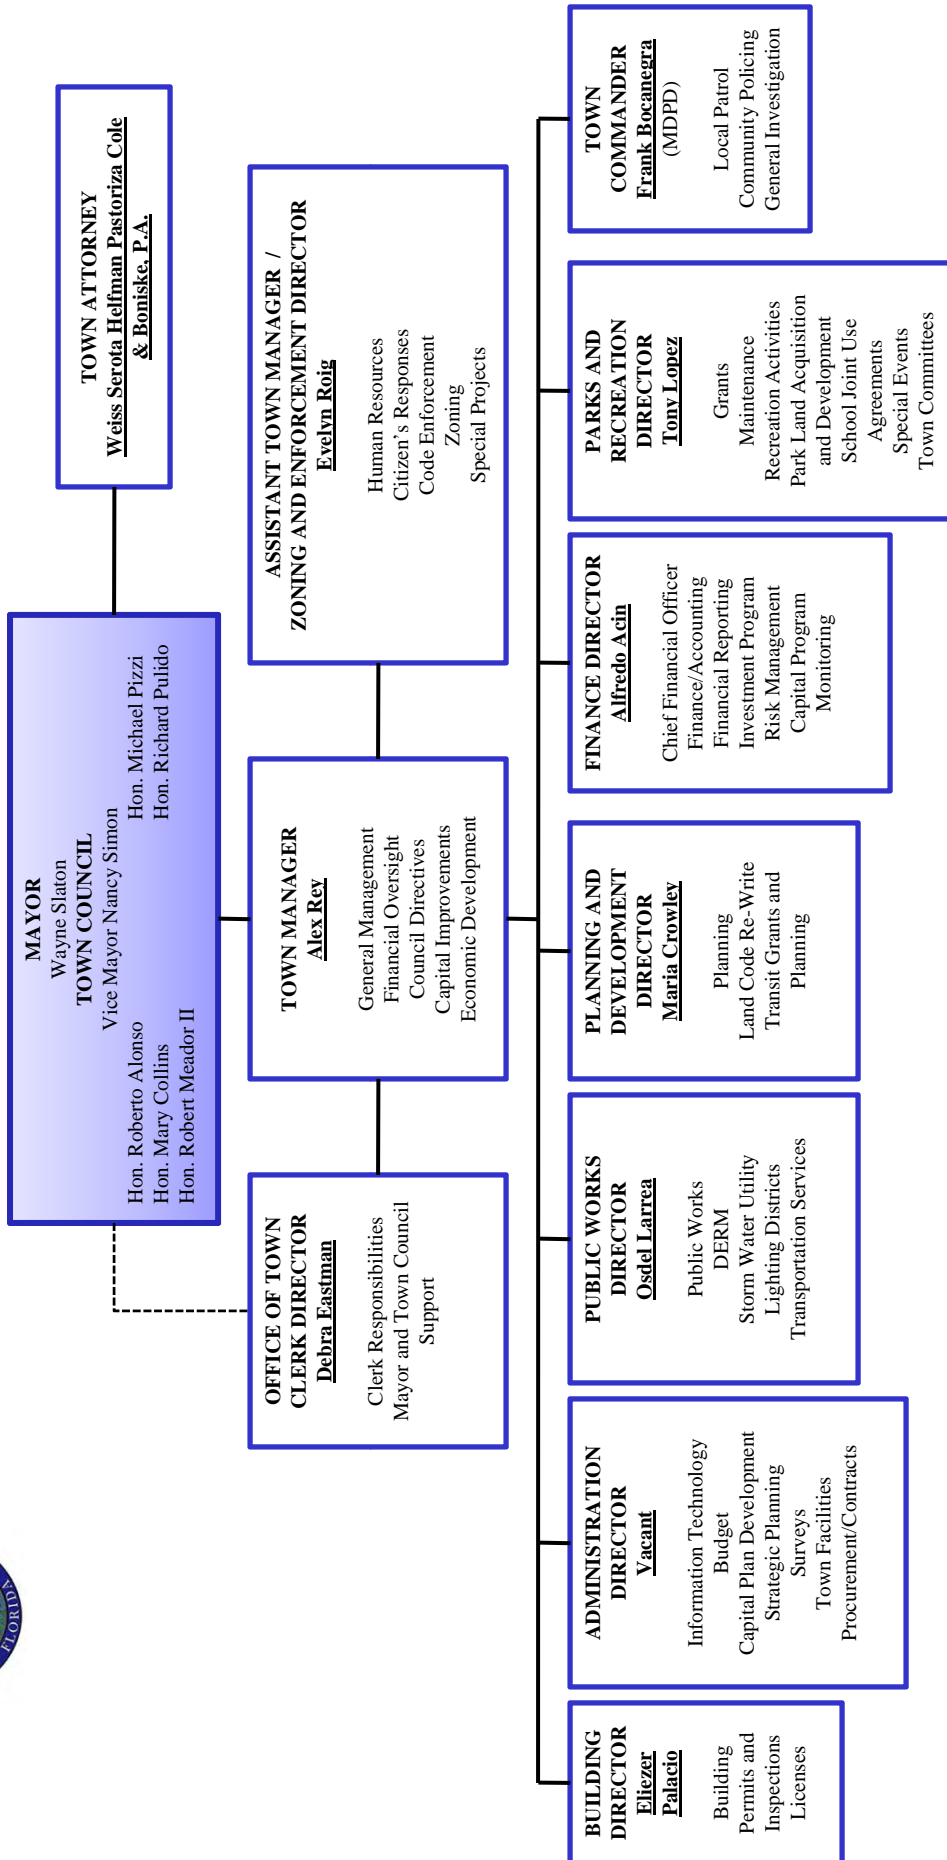 FLORIDA
MAYOR
Wayne Slaton
TOWN COUNCIL
Vice Mayor Nancy Simon
Hon. Roberto Alonso Hon. Michael Pizzi
Hon. Mary Collins Hon. Richard Pulido
Hon. Robert Meador II
TOWN ATTORNEY
Weiss Serota Helfman Pastoriza Cole
& Boniske, P.A.
OFFICE OF TOWN
CLERK DIRECTOR
Debra Eastman
Clerk Responsibilities
Mayor and Town Council
Support
TOWN MANAGER
Alex Rey
General Management
Financial Oversight
Council Directives
Capital Improvements
Economic Development
ASSISTANT TOWN MANAGER /
ZONING AND ENFORCEMENT DIRECTOR
Evelyn Roig
Human Resources
Citizen's Responses
Code Enforcement
Zoning
Special Projects
BUILDING
DIRECTOR
Eliezer
Palacio
Building
Permits and
Inspections
Licenses
ADMINISTRATION
DIRECTOR
Vacant
Information Technology
Budget
Capital Plan Development
Strategic Planning
Surveys
Town Facilities
Procurement/Contracts
PUBLIC WORKS
DIRECTOR
Osdel Larrea
Public Works
DERM
Storm Water Utility
Lighting Districts
Transportation Services
PLANNING AND
DEVELOPMENT
DIRECTOR
Maria Crowley
Planning
Land Code Re-Write
Transit Grants and
Planning
FINANCE DIRECTOR
Alfredo Acin
Chief Financial Officer
Finance/Accounting
Financial Reporting
Investment Program
Risk Management
Capital Program
Monitoring
PARKS AND
RECREATION
DIRECTOR
Tony Lopez
Grants
Maintenance
Recreation Activities
Park Land Acquisition
and Development
School Joint Use
Agreements
Special Events
Town Committees
TOWN
COMMANDER
Frank Bocanegra
(MDPD)
Local Patrol
Community Policing
General Investigation